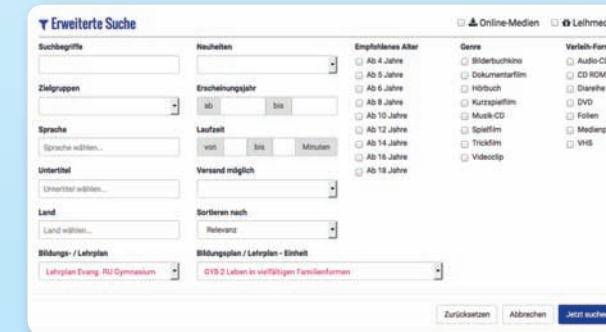 Erweiterte Suche
Online-Medien
Suchbegriffe
Zielgruppen
Sprache
Sprache wählen...
Untertitel
Untertitel wählen...
Land
Land wählen...
Bildungs- / Lehrplan
Lehrplan Evang. RU Gymnasium
Neuheiten
Erscheinungsjahr
ab bis
Laufzeit
von bis Minuten
Versand möglich
Sortieren nach
Relevanz
Bildungsplan / Lehrplan - Einheit
GY8-2 Leben in vielfältigen Familienformen
Empfohlenes Alter
Ab 4 Jahre
Ab 5 Jahre
Ab 6 Jahre
Ab 8 Jahre
Ab 10 Jahre
Ab 12 Jahre
Ab 14 Jahre
Ab 16 Jahre
Ab 18 Jahre
Genre
Bilderbuchkino
Dokumentarfilm
Hörbuch
Kurzspielfilm
Musik-CD
Spielfilm
Trickfilm
Videoclip
Audio-CD
CD ROM
Diareihe
DVD
Folien
VHS
Zurücksetzen Abbrechen Jetzt suchen